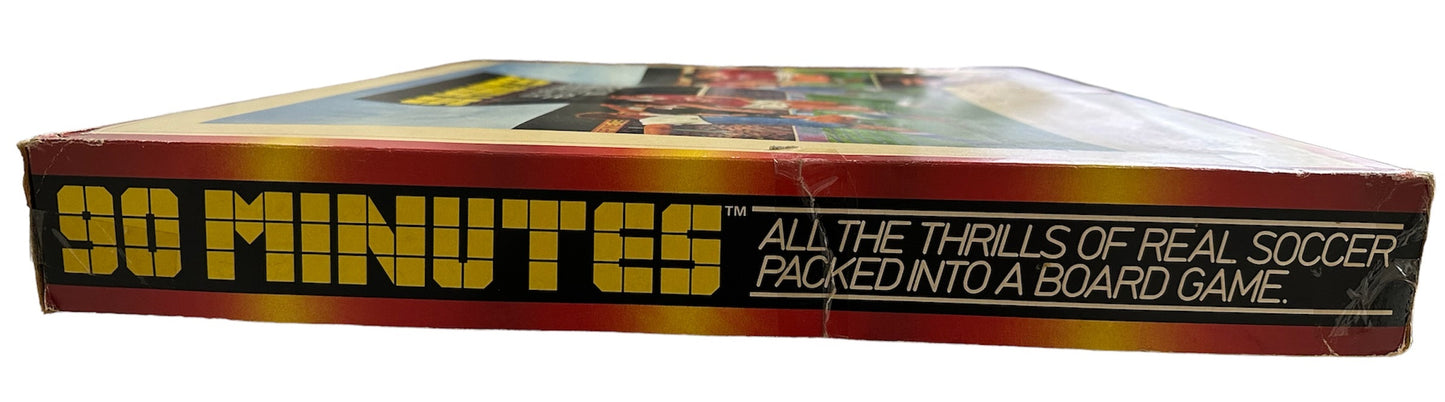 90 MINUTES™
ALL THE THRILLS OF REAL SOCCER
PACKED INTO A BOARD GAME.